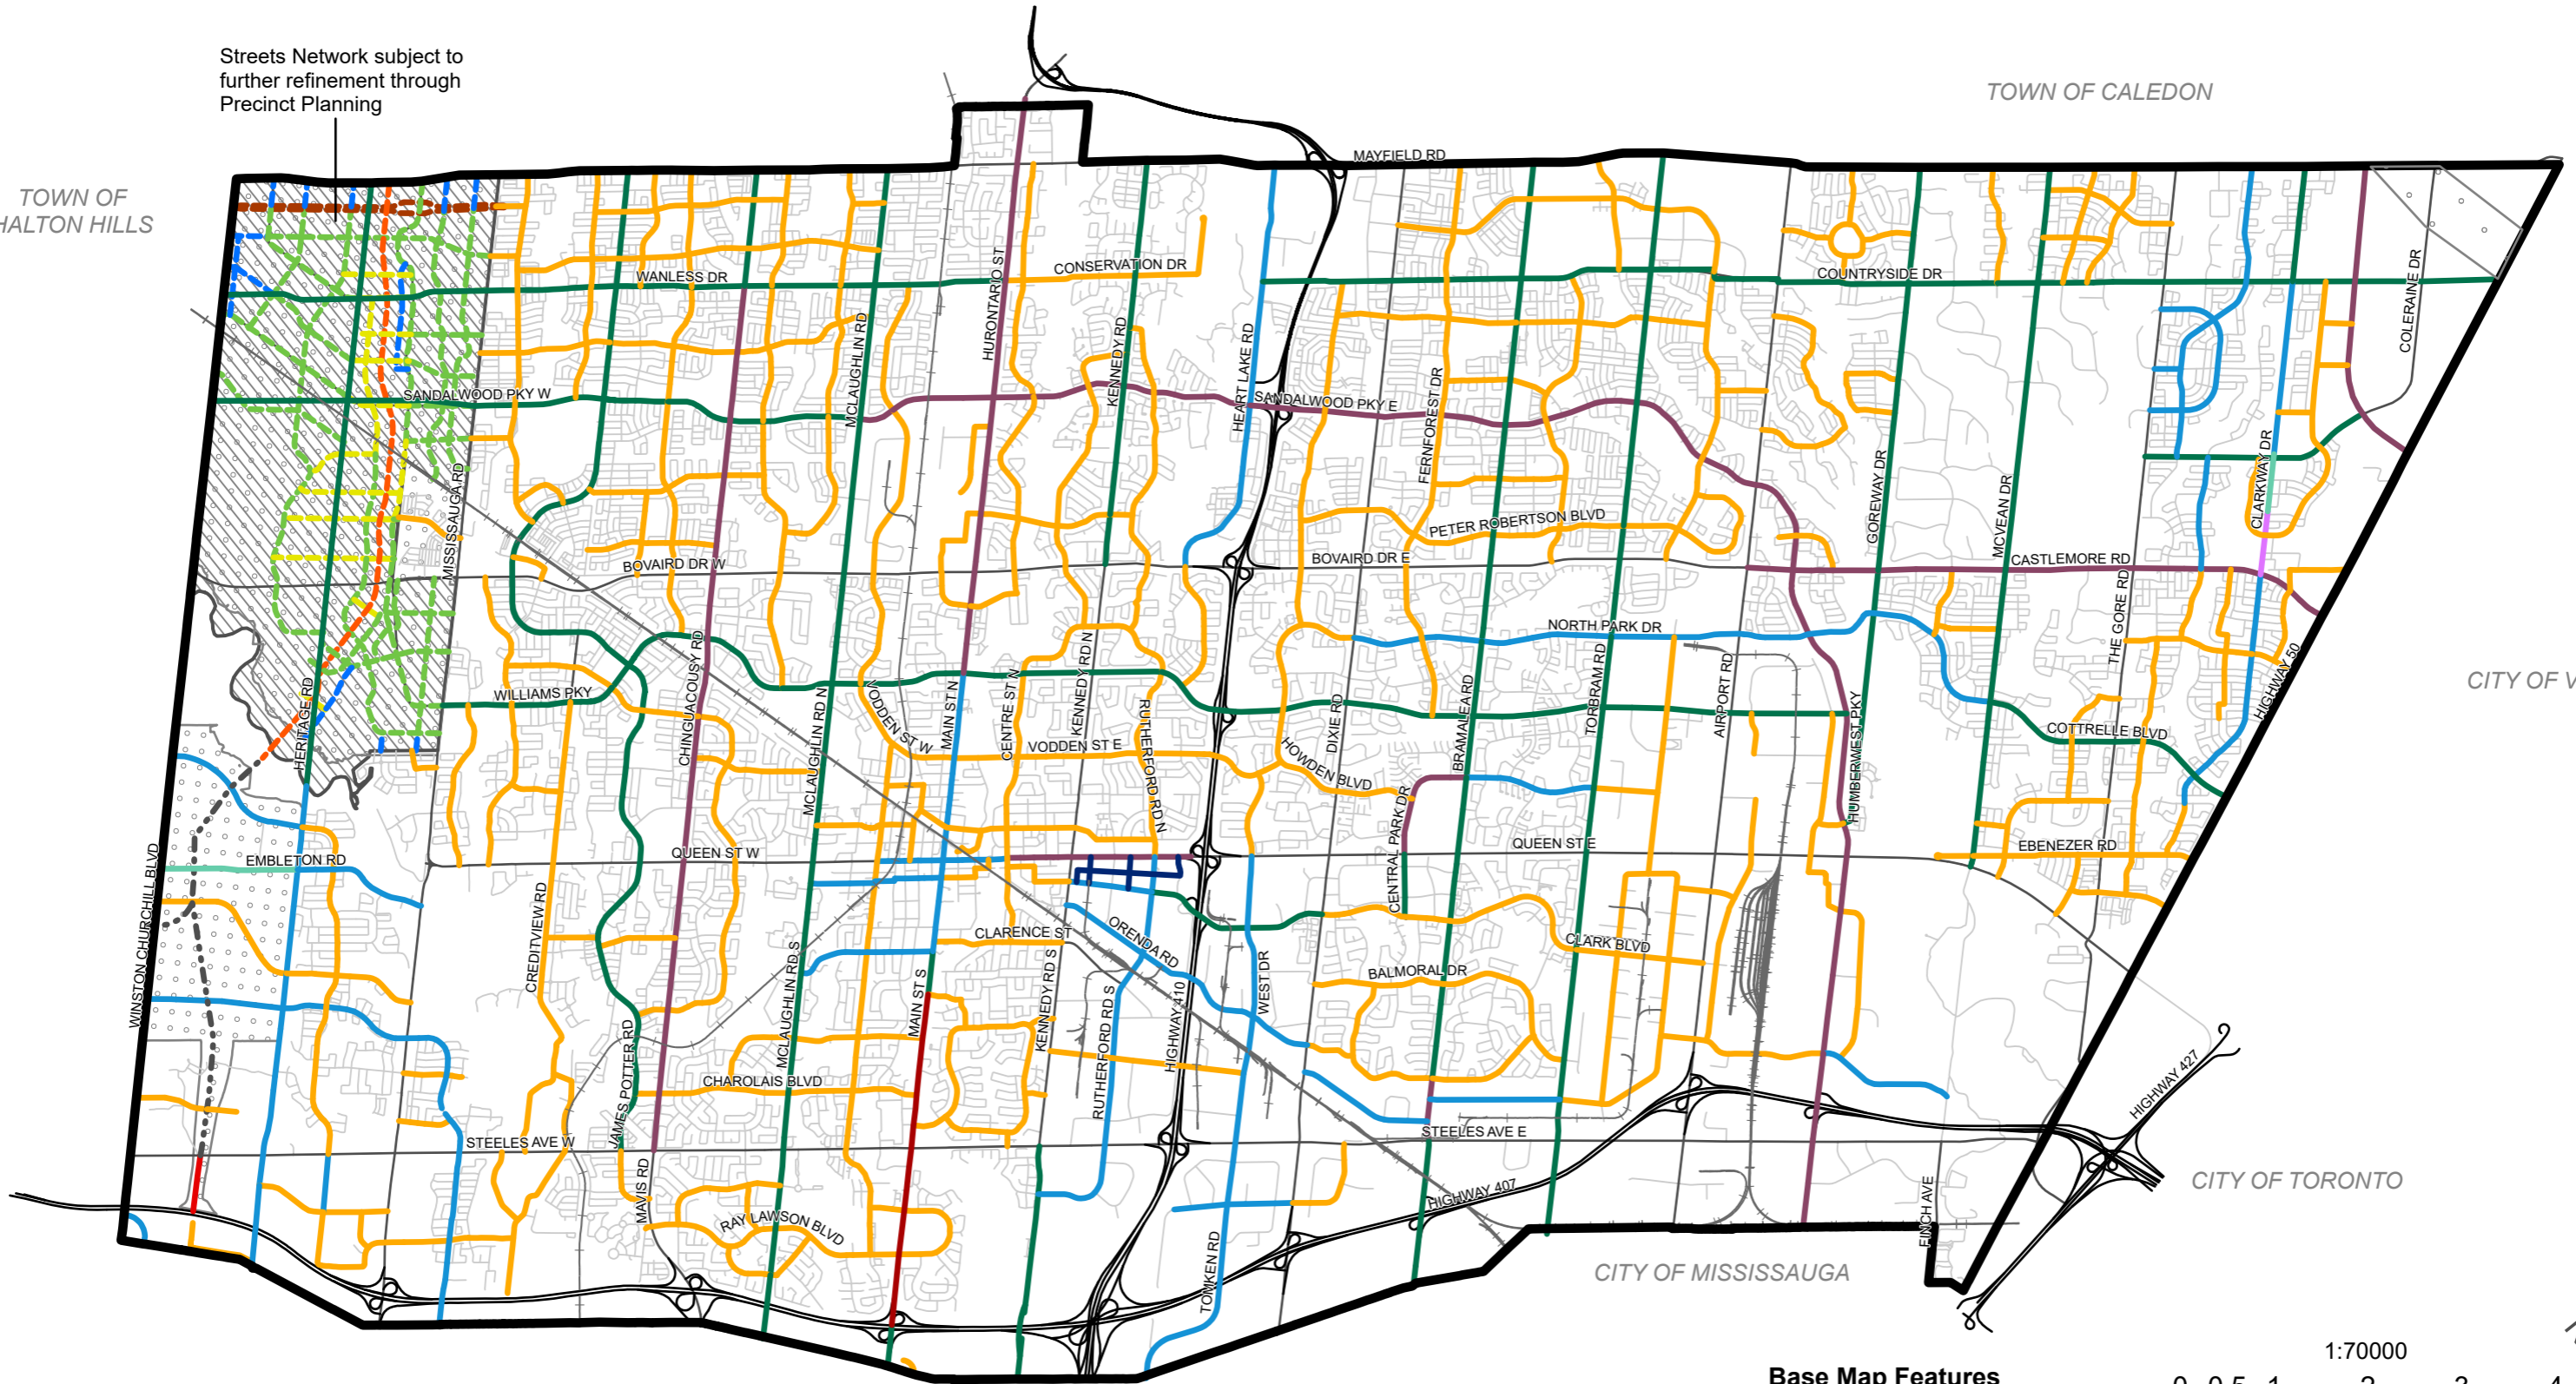 Streets Network subject to
further refinement through
Precinct Planning
TOWN OF CALEDON
TOWN OF
HALTON HILLS
MAYFIELD RD
WANLESS DR
CONSERVATION DR
COUNTRYSIDE DR
HURONTARIO ST
COLERAINE DR
MCLAUGHLIN RD
KENNEDY RD
HEART LAKE RD
SANDALWOOD PKY W
SANDALWOOD PKY E
FERNFOREST DR
MISSISSAUGA RD
GOREWAY DR
MCVEAN DR
CLARKWAY DR
PETER ROBERTSON BLVD
BOVAIRD DR W
BOVAIRD DR E
CASTLEMORE RD
THE GORE RD
NORTH PARK DR
HERITAGE RD
WILLIAMS PKY
CHINGUACOUSY RD
MCLAUGHLIN RD N
VODDEN ST W
MAIN ST N
CENTRE ST N
KENNEDY RD N
RUTHERFORD RD N
VODDEN ST E
HOWDEN BLVD
DIXIE RD
BRAMALEA RD
TORBRAM RD
AIRPORT RD
HUMBERWEST PKY
COTTRELLE BLVD
HIGHWAY 50
CITY OF V
CENTRAL PARK DR
WINSTON CHURCHILL BLVD
EMBLETON RD
QUEEN ST W
QUEEN ST E
EBENEZER RD
CREDITVIEW RD
CLARENCE ST
ORENDA RD
CLARK BLVD
BALMORAL DR
WEST DR
MCLAUGHLIN RD S
MAIN ST S
KENNEDY RD S
RUTHERFORD RD S
HIGHWAY 410
JAMES POTTER RD
CHAROLAIS BLVD
STEELES AVE W
STEELES AVE E
HIGHWAY 427
MAVIS RD
RAY LAWSON BLVD
HIGHWAY 407
TOMKEN RD
FINCH AVE
CITY OF TORONTO
CITY OF MISSISSAUGA
1:70000
Base Map Features
0 0.5 1 2 3 4